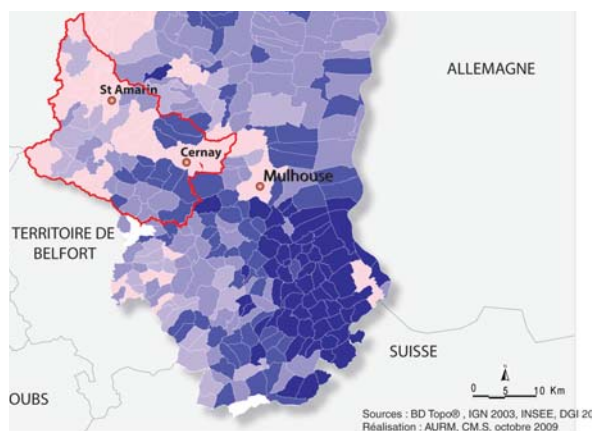 ALLEMAGNE
St Amarin
Cernay
Mulhouse
TERRITOIRE DE
BELFORT
SUISSE
N
OUBS
0 5 10 Km
Sources : BD Topo® , IGN 2003, INSEE, DGI 20
Réalisation : AURM, CM.S, octobre 2009